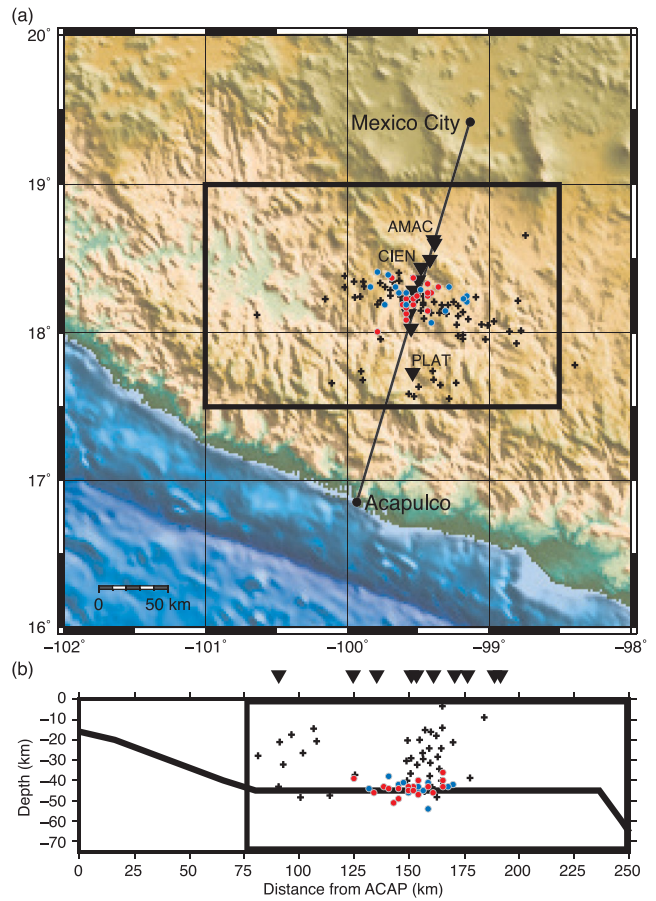 (a)
20°
Mexico City
19°
AMAC
CIEN
18°
PLAT
17°
Acapulco
0 50 km
16°
−102° −101° −100° −99° −98°
(b)
0
−10
−20
−30
−40
−50
−60
−70
Depth (km)
0 25 50 75 100 125 150 175 200 225 250
Distance from ACAP (km)